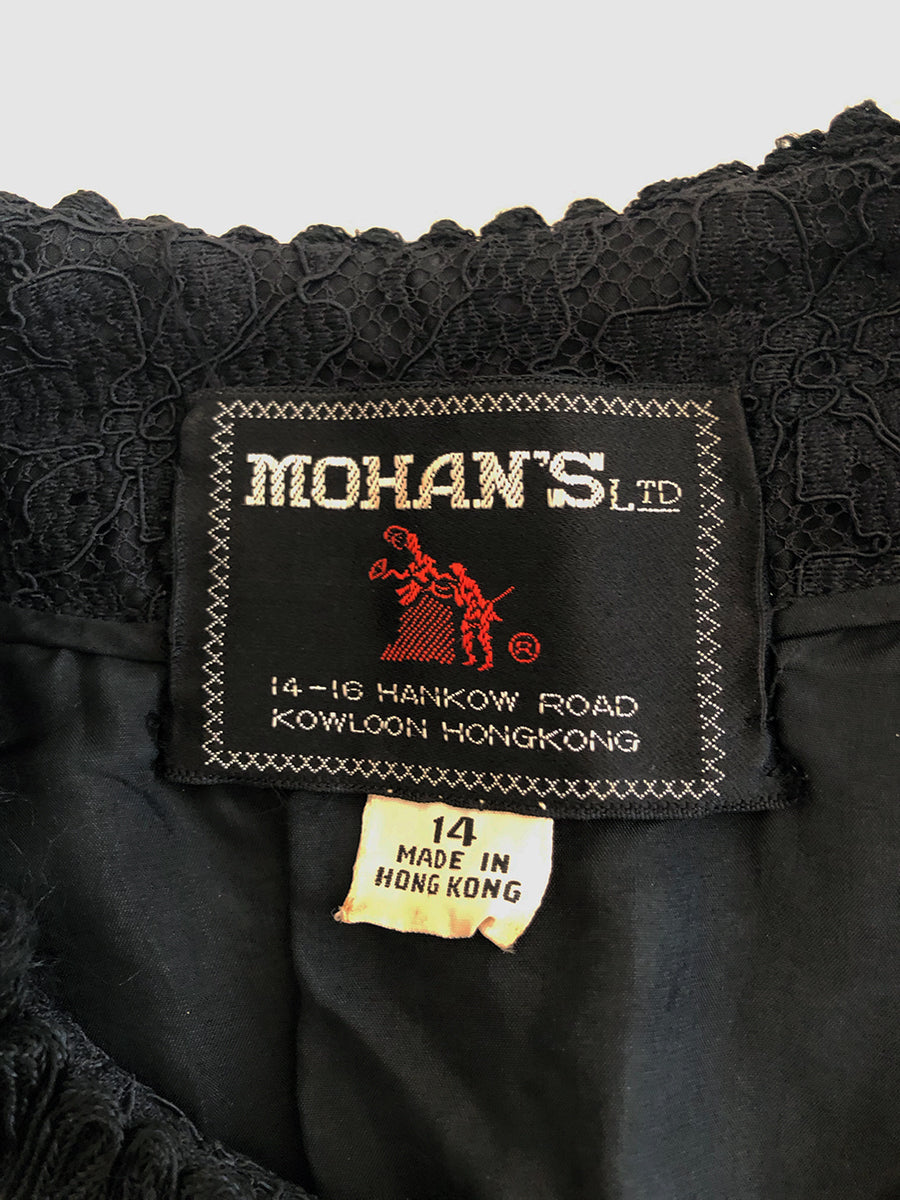 MOHAN'S LTD
®
14-16 HANKOW ROAD
KOWLOON HONGKONG
14
MADE IN
HONG KONG